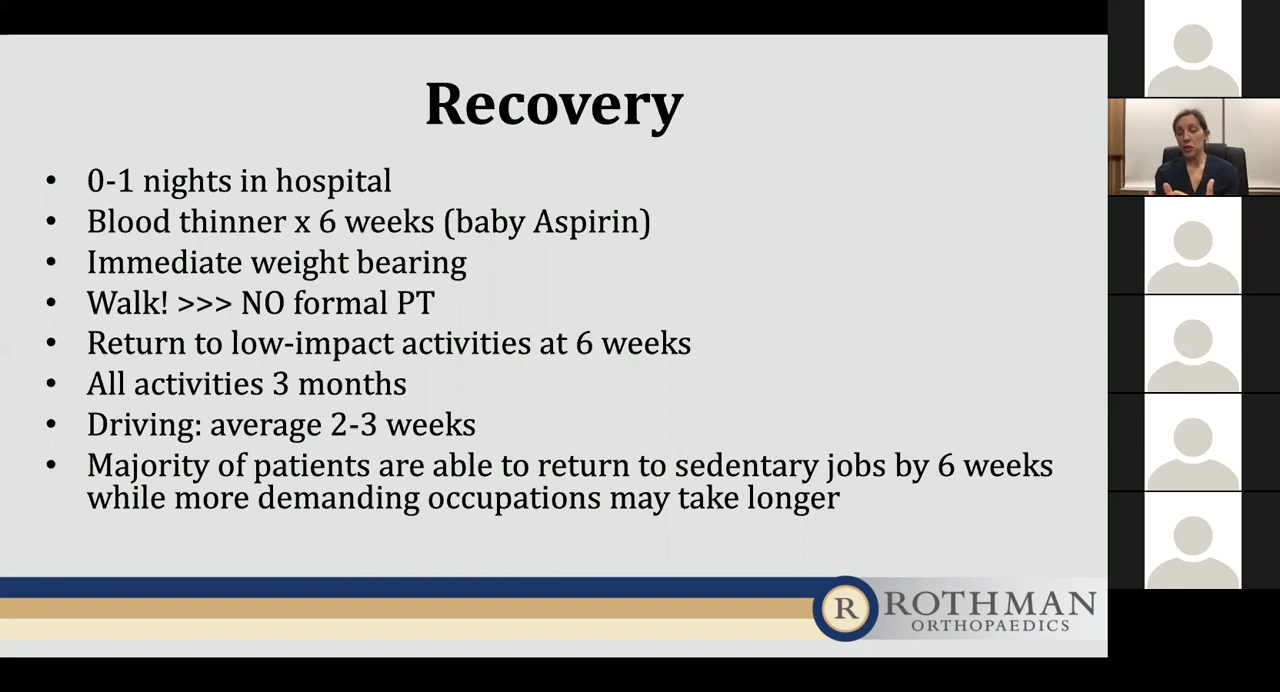 Recovery
• 0-1 nights in hospital
• Blood thinner x 6 weeks (baby Aspirin)
• Immediate weight bearing
• Walk! >>> NO formal PT
• Return to low-impact activities at 6 weeks
• All activities 3 months
• Driving: average 2-3 weeks
• Majority of patients are able to return to sedentary jobs by 6 weeks
while more demanding occupations may take longer
R ROTHMAN
ORTHOPAEDICS